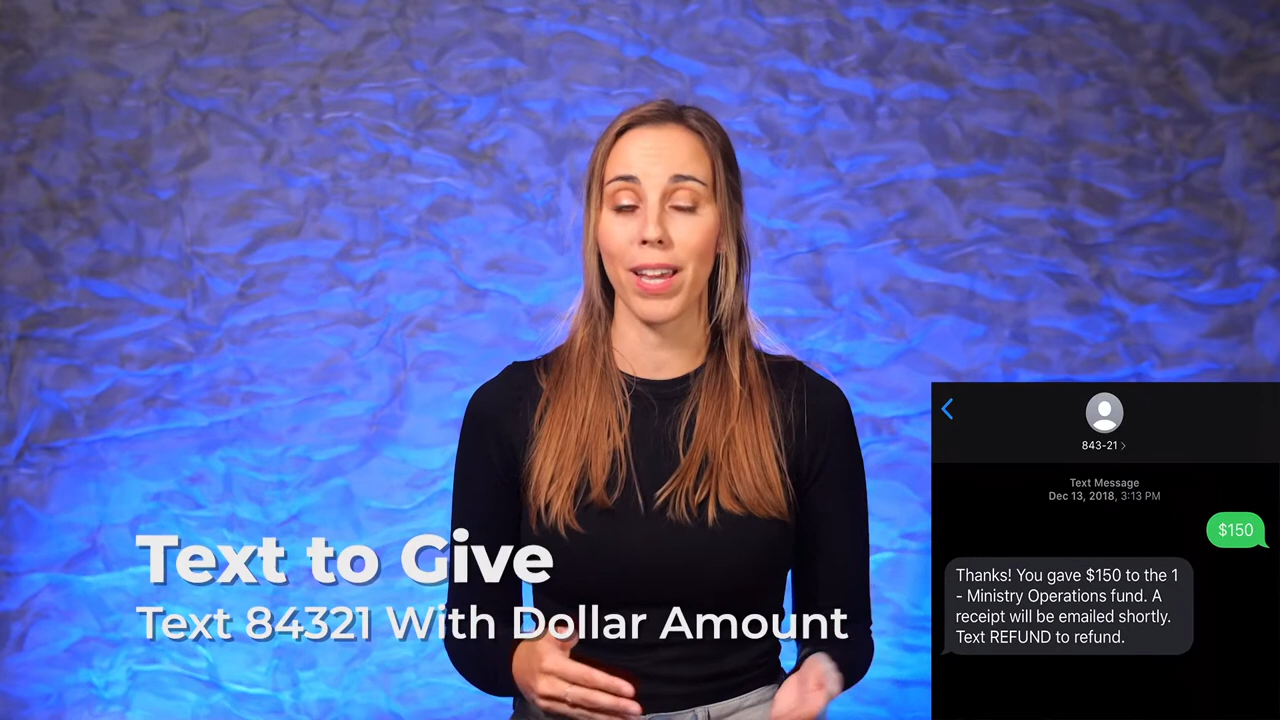 Text to Give
Text 84321 With Dollar Amount
843-21
Text Message
Dec 13, 2018, 3:13 PM
$150
Thanks! You gave $150 to the 1
- Ministry Operations fund. A
receipt will be emailed shortly.
Text REFUND to refund.